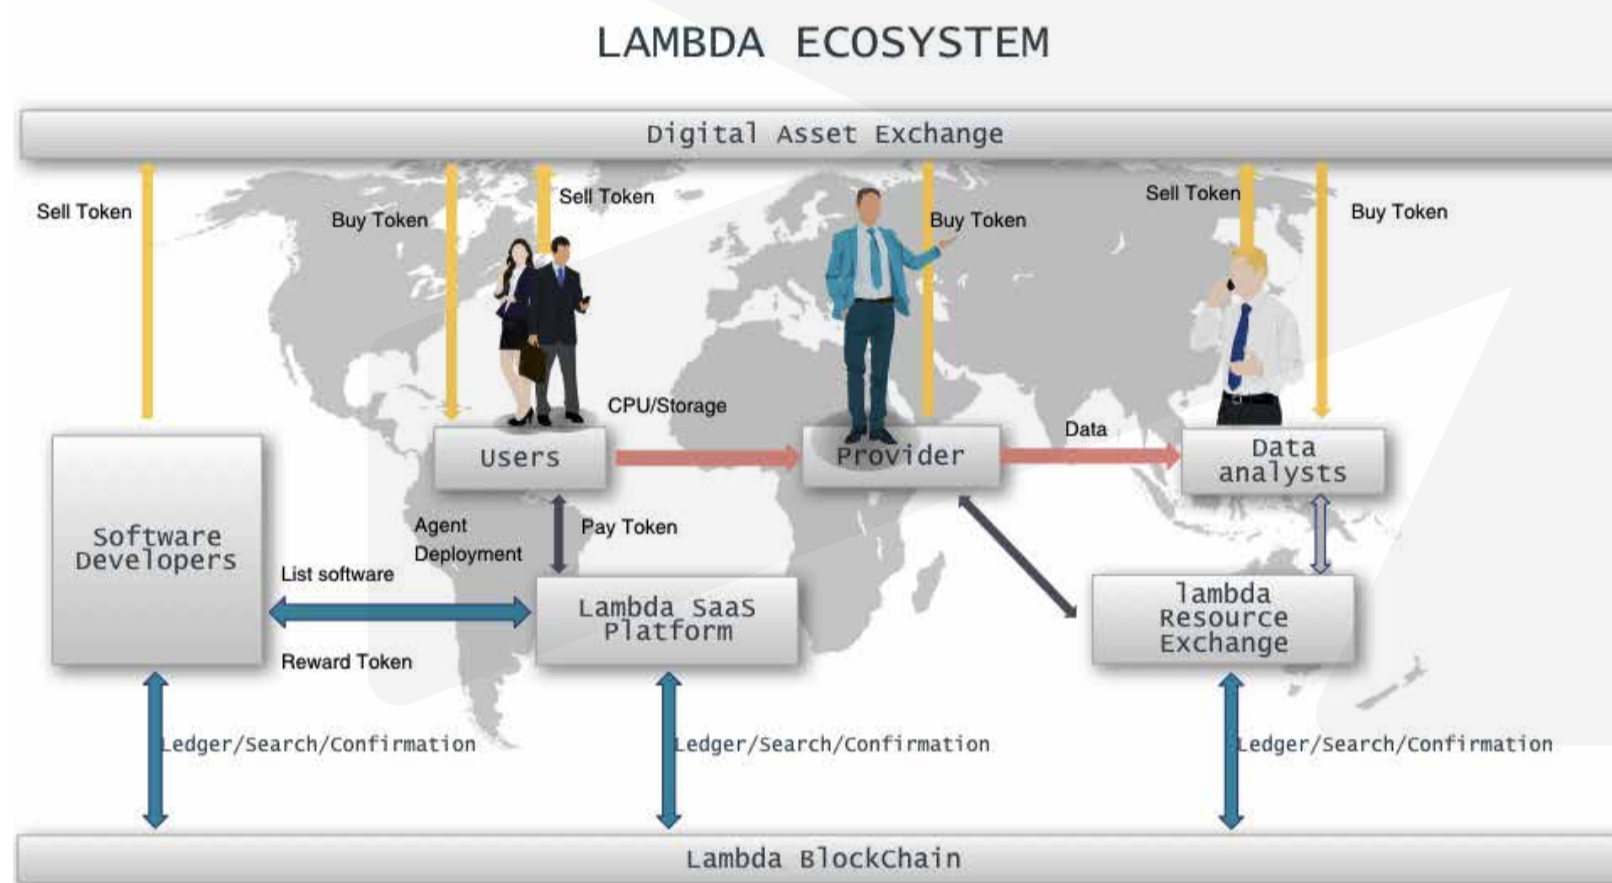 LAMBDA ECOSYSTEM
Digital Asset Exchange
Sell Token
Buy Token
Sell Token
Buy Token
Sell Token
Buy Token
CPU/Storage
Data
Users
Provider
Data
analysts
Software
Developers
Agent
Deployment
Pay Token
List software
Reward Token
Lambda SaaS
Platform
lambda
Resource
Exchange
Ledger/Search/Confirmation
Ledger/Search/Confirmation
Ledger/Search/Confirmation
Lambda BlockChain